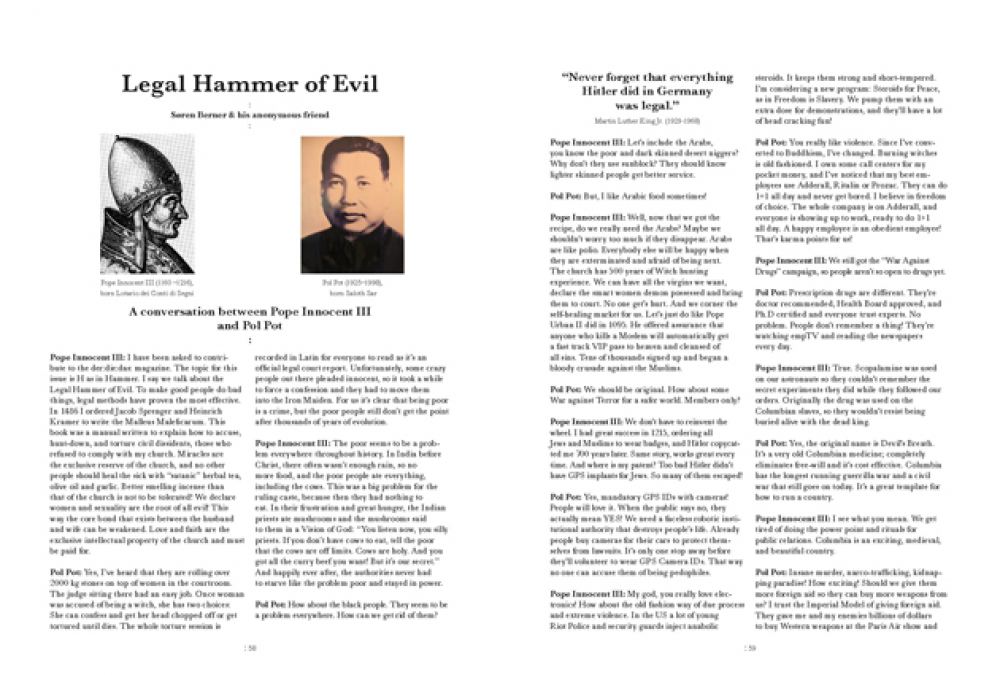 Legal Hammer of Evil
:
Søren Berner & his anonymous friend
:
Pope Innocent III (1160–1216),
born Lotario dei Conti di Segni
Pol Pot (1925–1998),
born Saloth Sar
A conversation between Pope Innocent III
and Pol Pot
:
Pope Innocent III: I have been asked to contri-
bute to the der:die:das: magazine. The topic for this
issue is H as in Hammer. I say we talk about the
Legal Hammer of Evil. To make good people do bad
things, legal methods have proven the most effective.
In 1486 I ordered Jacob Sprenger and Heinrich
Kramer to write the Malleus Maleficarum. This
book was a manual written to explain how to accuse,
hunt-down, and torture civil dissidents, those who
refused to comply with my church. Miracles are
the exclusive reserve of the church, and no other
people should heal the sick with "satanic" herbal tea,
olive oil and garlic. Better smelling incense than
that of the church is not to be tolerated! We declare
women and sexuality are the root of all evil! This
way the core bond that exists between the husband
and wife can be weakened. Love and faith are the
exclusive intellectual property of the church and must
be paid for.
Pol Pot: Yes, I've heard that they are rolling over
2000 kg stones on top of women in the courtroom.
The judge sitting there had an easy job. Once woman
was accused of being a witch, she has two choices:
She can confess and get her head chopped off or get
tortured until dies. The whole torture session is
recorded in Latin for everyone to read as it's an
official legal court report. Unfortunately, some crazy
people out there pleaded innocent, so it took a while
to force a confession and they had to move them
into the Iron Maiden. For us it's clear that being poor
is a crime, but the poor people still don't get the point
after thousands of years of evolution.
Pope Innocent III: The poor seems to be a prob-
lem everywhere throughout history. In India before
Christ, there often wasn't enough rain, so no
more food, and the poor people ate everything,
including the cows. This was a big problem for the
ruling caste, because then they had nothing to
eat. In their frustration and great hunger, the Indian
priests ate mushrooms and the mushrooms said
to them in a Vision of God: "You listen now, you silly
priests. If you don't have cows to eat, tell the poor
that the cows are off limits. Cows are holy. And you
got all the curry beef you want! But it's our secret."
And happily ever after, the authorities never had
to starve like the problem poor and stayed in power.
Pol Pot: How about the black people. They seem to be
a problem everywhere. How can we get rid of them?
: 58
"Never forget that everything
Hitler did in Germany
was legal."
Martin Luther King Jr. (1929–1968)
Pope Innocent III: Let's include the Arabs,
you know the poor and dark skinned desert niggers?
Why don't they use sunblock? They should know
lighter skinned people get better service.
Pol Pot: But, I like Arabic food sometimes!
Pope Innocent III: Well, now that we got the
recipe, do we really need the Arabs? Maybe we
shouldn't worry too much if they disappear. Arabs
are like polio. Everybody else will be happy when
they are exterminated and afraid of being next.
The church has 500 years of Witch hunting
experience. We can have all the virgins we want,
declare the smart women demon possessed and bring
them to court. No one get's hurt. And we corner the
self-healing market for us. Let's just do like Pope
Urban II did in 1095. He offered assurance that
anyone who kills a Moslem will automatically get
a fast track VIP pass to heaven and cleansed of
all sins. Tens of thousands signed up and began a
bloody crusade against the Muslims.
Pol Pot: We should be original. How about some
War against Terror for a safer world. Members only?
Pope Innocent III: We don't have to reinvent the
wheel. I had great success in 1215, ordering all
Jews and Muslims to wear badges, and Hitler copycat-
ted me 700 years later. Same story, works great every
time. And where is my patent? Too bad Hitler didn't
have GPS implants for Jews. So many of them escaped!
Pol Pot: Yes, mandatory GPS IDs with cameras!
People will love it. When the public says no, they
actually mean YES! We need a faceless robotic insti-
tutional authority that destroys people's life. Already
people buy cameras for their cars to protect them-
selves from lawsuits. It's only one stop away before
they'll volunteer to wear GPS Camera IDs. That way
no one can accuse them of being pedophiles.
Pope Innocent III: My god, you really love elec-
tronics! How about the old fashion way of due process
and extreme violence. In the US a lot of young
Riot Police and security guards inject anabolic
steroids. It keeps them strong and short-tempered.
I'm considering a new program: Steroids for Peace,
as in Freedom is Slavery. We pump them with an
extra dose for demonstrations, and they'll have a lot
of head cracking fun!
Pol Pot: You really like violence. Since I've conv-
erted to Buddhism, I've changed. Burning witches
is old fashioned. I own some call centers for my
pocket money, and I've noticed that my best em-
ployees use Adderall, Ritalin or Prozac. They can do
1+1 all day and never get bored. I believe in freedom
of choice. The whole company is on Adderall, and
everyone is showing up to work, ready to do 1+1
all day. A happy employee is an obedient employee!
That's karma points for us!
Pope Innocent III: We still got the "War Against
Drugs" campaign, so people aren't so open to drugs yet.
Pol Pot: Prescription drugs are different. They're
doctor recommended, Health Board approved, and
Ph.D certified and everyone trust experts. No
problem. People don't remember a thing! They're
watching empTV and reading the newspapers
every day.
Pope Innocent III: True. Scopalamine was used
on our astronauts so they couldn't remember the
secret experiments they did while they followed our
orders. Originally the drug was used on the
Columbian slaves, so they wouldn't resist being
buried alive with the dead king.
Pol Pot: Yes, the original name is Devil's Breath.
It's a very old Columbian medicine; completely
eliminates free-will and it's cost effective. Columbia
has the longest running guerrilla war and a civil
war that still goes on today. It's a great template for
how to run a country.
Pope Innocent III: I see what you mean. We get
tired of doing the power point and rituals for
public relations. Columbia is an exciting, medieval,
and beautiful country.
Pol Pot: Insane murder, narco-trafficking, kidnap-
ping paradise! How exciting! Should we give them
more foreign aid so they can buy more weapons from
us? I trust the Imperial Model of giving foreign aid.
They gave me and my enemies billions of dollars
to buy Western weapons at the Paris Air show and
: 59